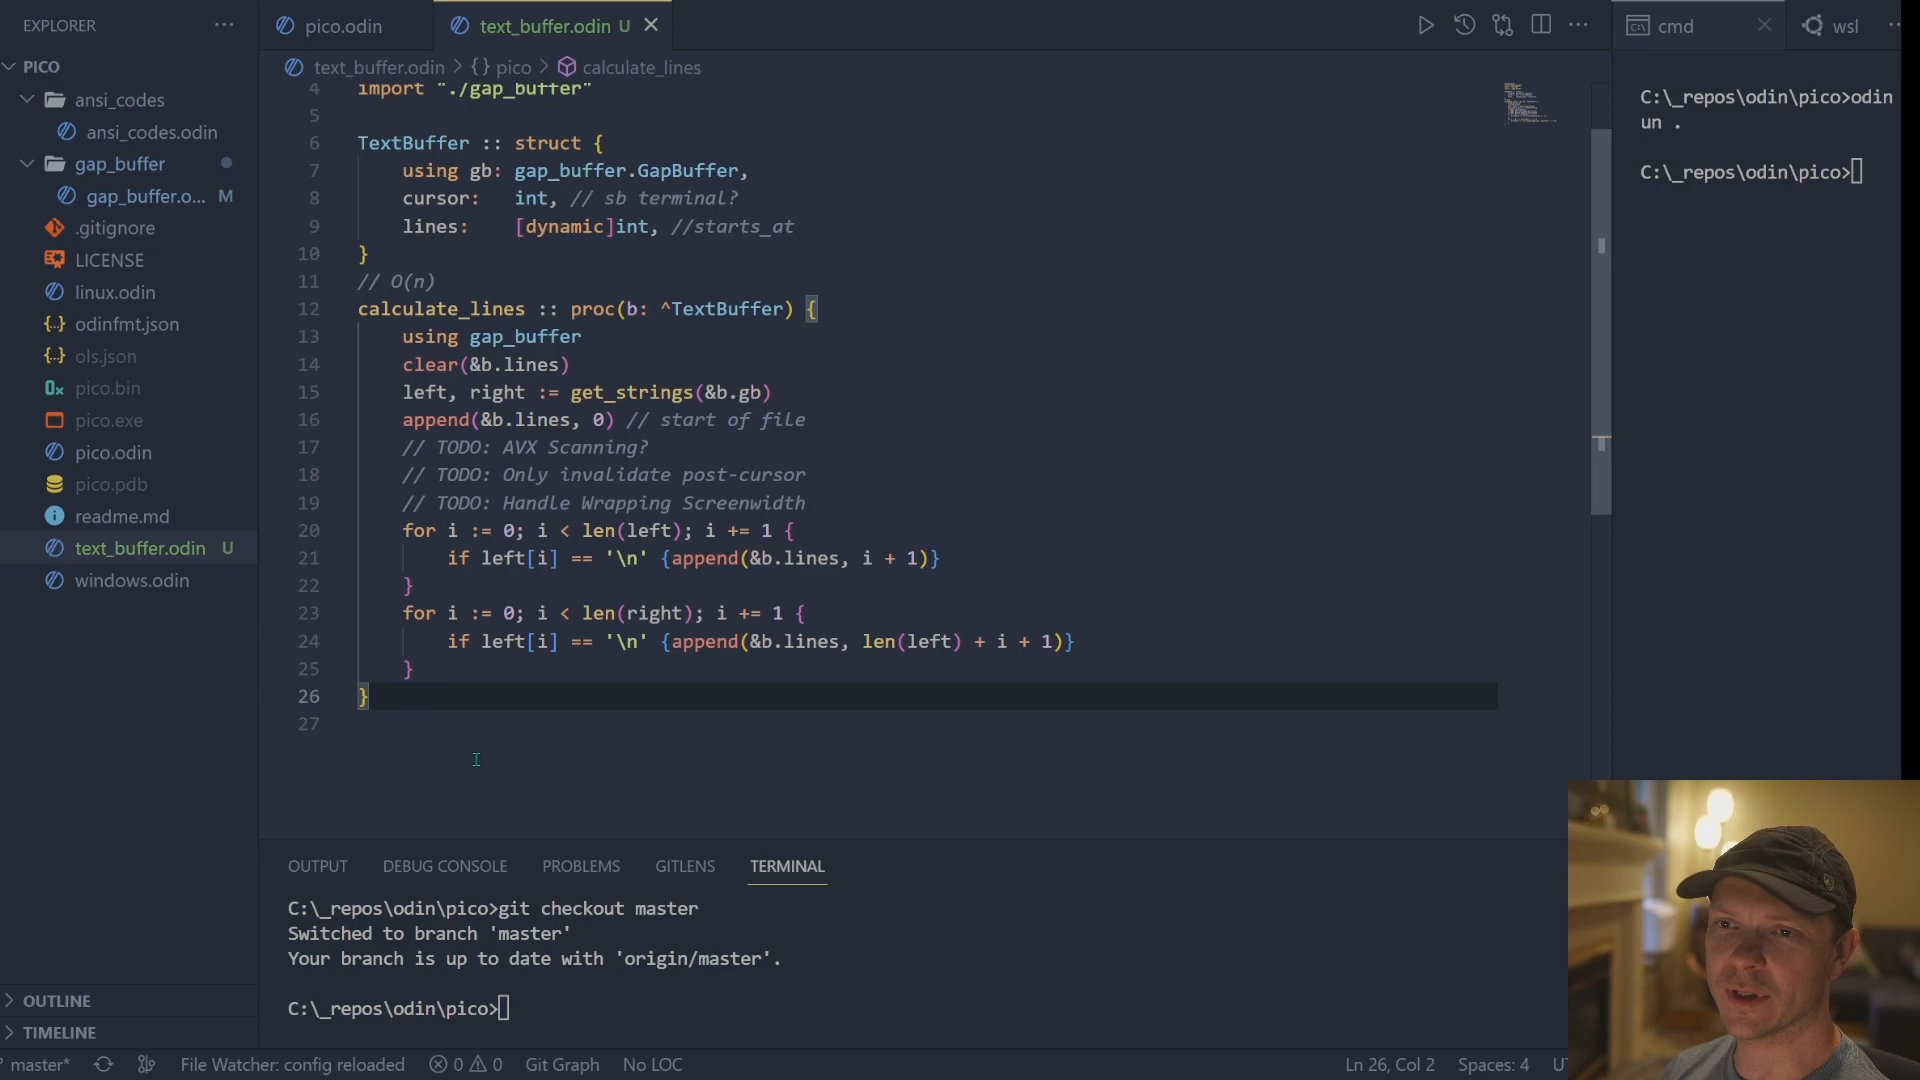 EXPLORER
PICO
ansi_codes
ansi_codes.odin
gap_buffer
gap_buffer.o... M
.gitignore
LICENSE
linux.odin
odinfmt.json
ols.json
pico.bin
pico.exe
pico.odin
pico.pdb
readme.md
text_buffer.odin U
windows.odin
OUTLINE
TIMELINE
pico.odin
text_buffer.odin U
text_buffer.odin > {} pico > calculate_lines
4 import "./gap_buffer"
5
6 TextBuffer :: struct {
7 using gb: gap_buffer.GapBuffer,
8 cursor: int, // sb terminal?
9 lines: [dynamic]int, //starts_at
10 }
11 // O(n)
12 calculate_lines :: proc(b: ^TextBuffer) {
13 using gap_buffer
14 clear(&b.lines)
15 left, right := get_strings(&b.gb)
16 append(&b.lines, 0) // start of file
17 // TODO: AVX Scanning?
18 // TODO: Only invalidate post-cursor
19 // TODO: Handle Wrapping Screenwidth
20 for i := 0; i < len(left); i += 1 {
21 if left[i] == '\n' {append(&b.lines, i + 1)}
22 }
23 for i := 0; i < len(right); i += 1 {
24 if left[i] == '\n' {append(&b.lines, len(left) + i + 1)}
25 }
26 }
27
OUTPUT DEBUG CONSOLE PROBLEMS GITLENS TERMINAL
C:\_repos\odin\pico>git checkout master
Switched to branch 'master'
Your branch is up to date with 'origin/master'.
C:\_repos\odin\pico>
cmd
wsl
C:\_repos\odin\pico>odin
un .
C:\_repos\odin\pico>
master* File Watcher: config reloaded 0 0 Git Graph No LOC Ln 26, Col 2 Spaces: 4